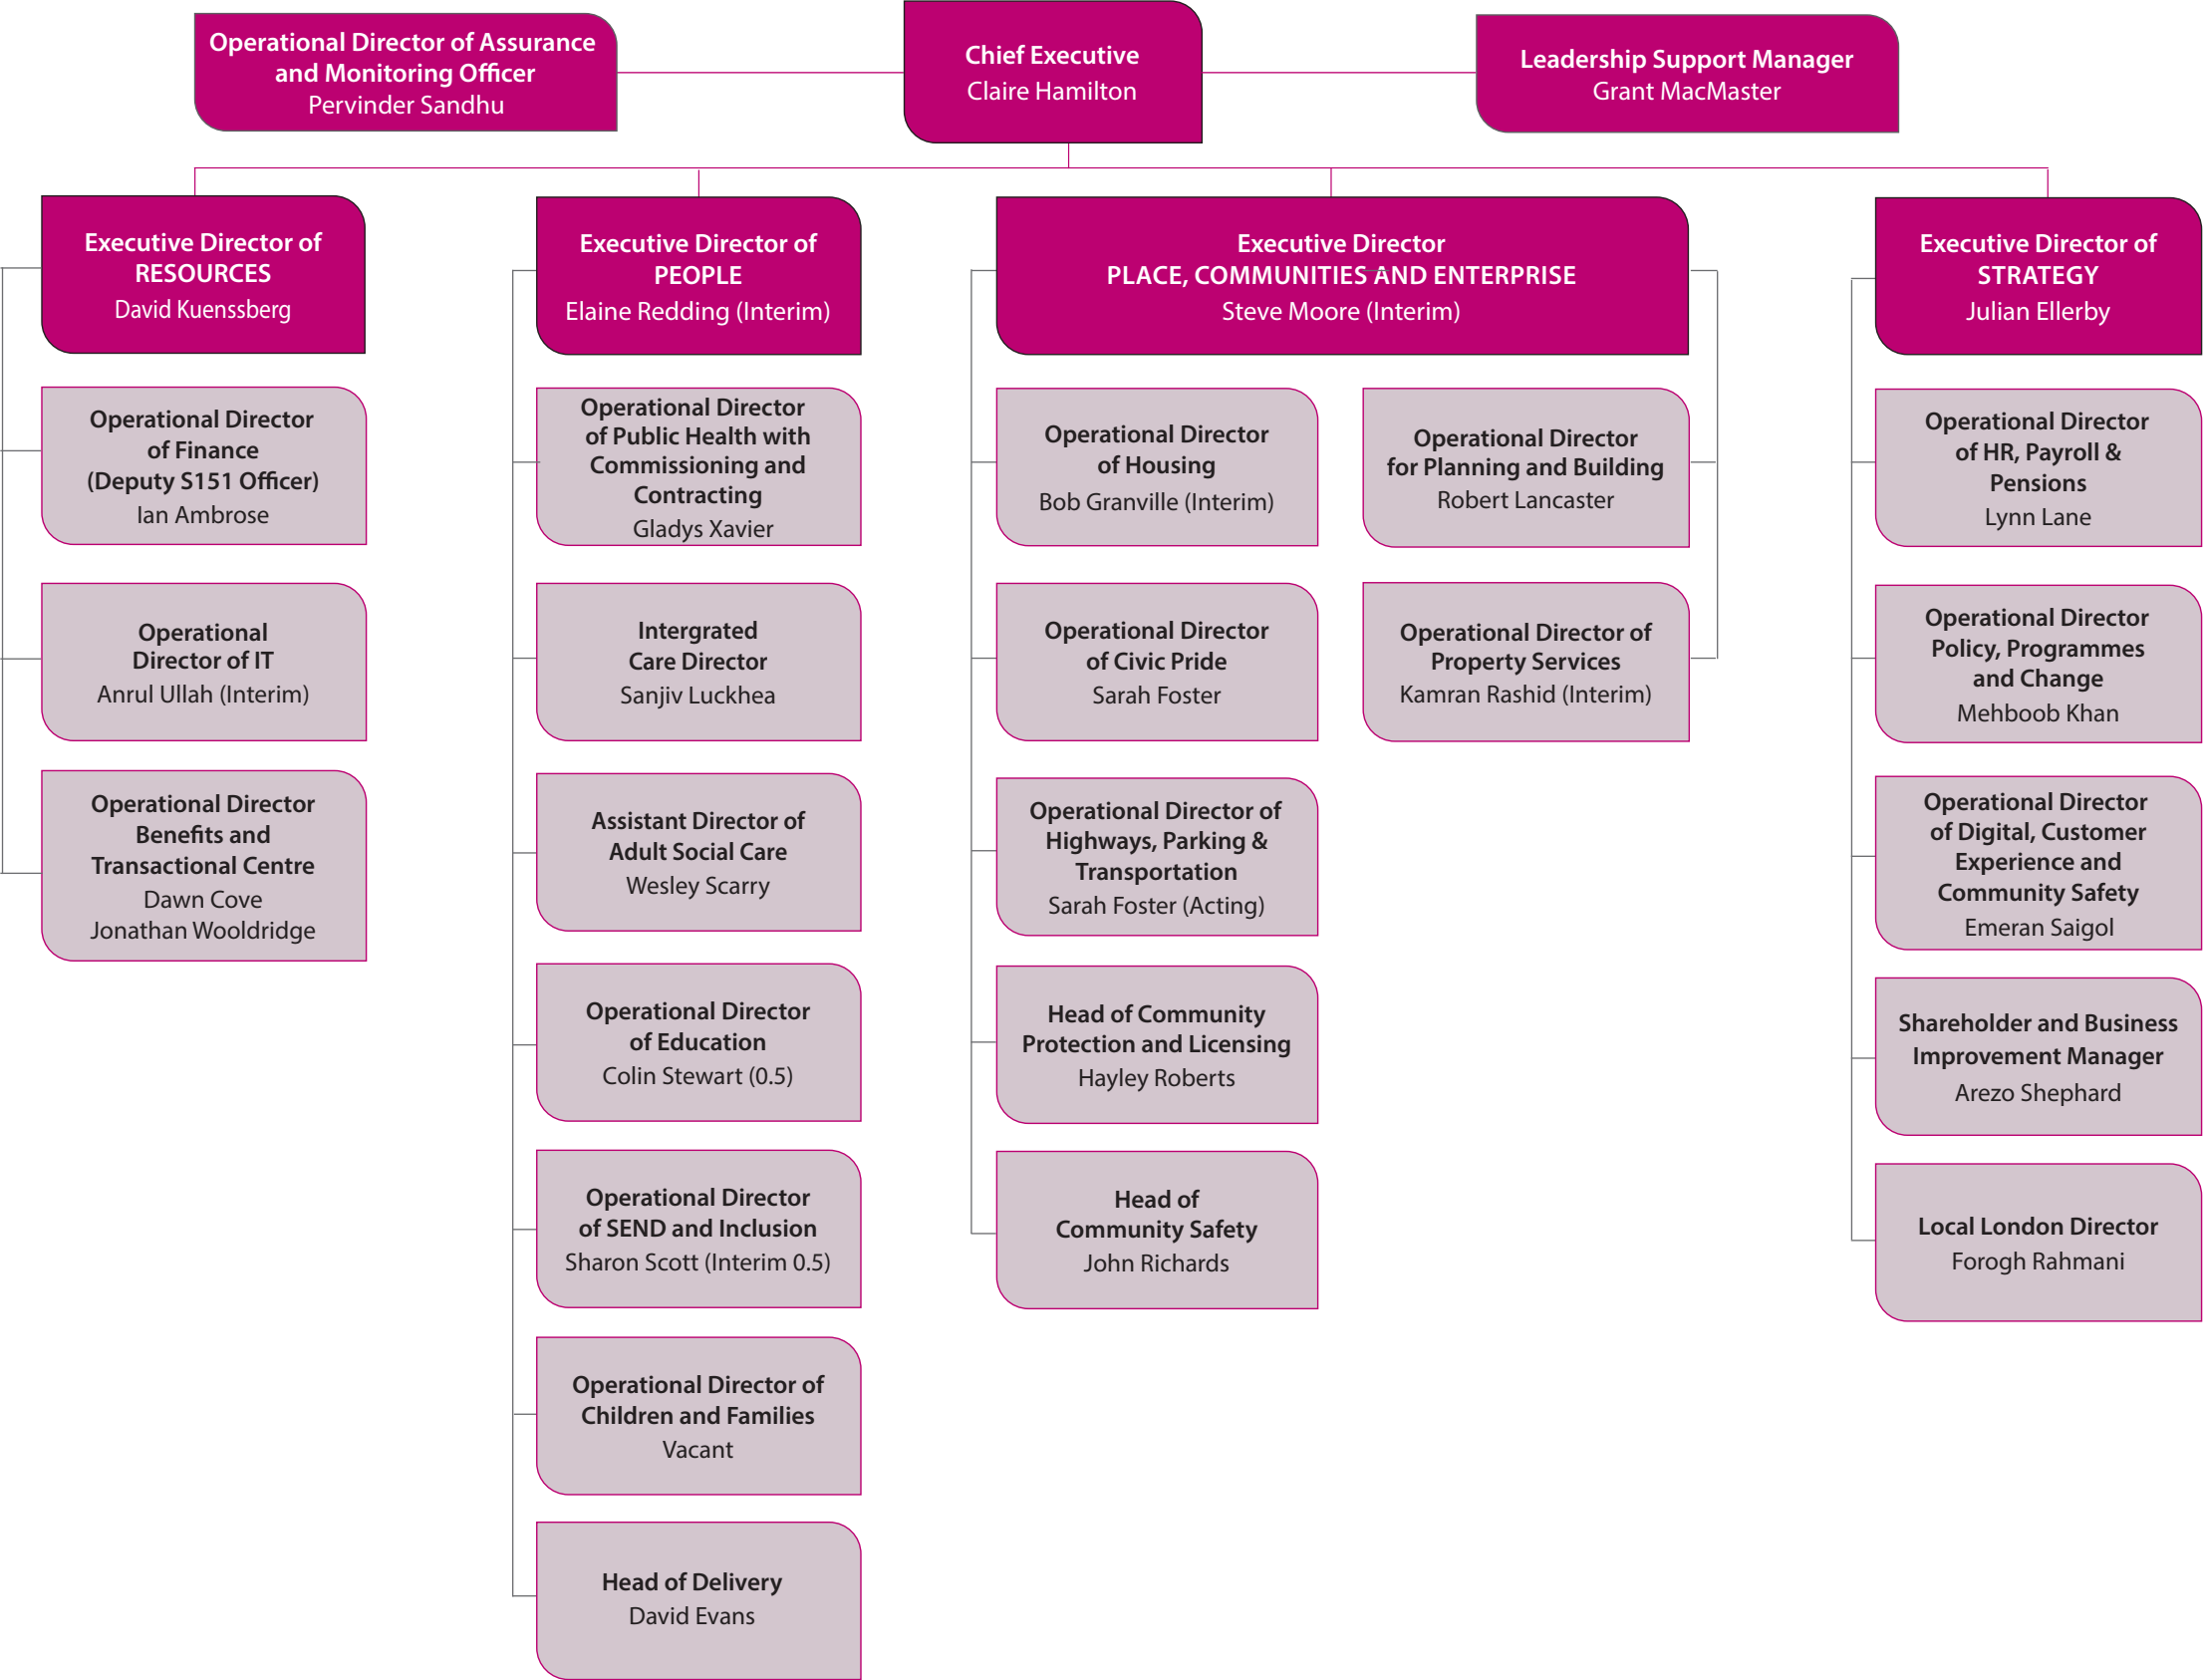 Operational Director of Assurance
and Monitoring Officer
Pervinder Sandhu
Chief Executive
Claire Hamilton
Leadership Support Manager
Grant MacMaster
Executive Director of
RESOURCES
David Kuenssberg
Operational Director
of Finance
(Deputy S151 Officer)
Ian Ambrose
Operational
Director of IT
Anrul Ullah (Interim)
Operational Director
Benefits and
Transactional Centre
Dawn Cove
Jonathan Wooldridge
Executive Director of
PEOPLE
Elaine Redding (Interim)
Operational Director
of Public Health with
Commissioning and
Contracting
Gladys Xavier
Intergrated
Care Director
Sanjiv Luckhea
Assistant Director of
Adult Social Care
Wesley Scarry
Operational Director
of Education
Colin Stewart (0.5)
Operational Director
of SEND and Inclusion
Sharon Scott (Interim 0.5)
Operational Director of
Children and Families
Vacant
Head of Delivery
David Evans
Executive Director
PLACE, COMMUNITIES AND ENTERPRISE
Steve Moore (Interim)
Operational Director
of Housing
Bob Granville (Interim)
Operational Director
of Civic Pride
Sarah Foster
Operational Director of
Highways, Parking &
Transportation
Sarah Foster (Acting)
Head of Community
Protection and Licensing
Hayley Roberts
Head of
Community Safety
John Richards
Operational Director
for Planning and Building
Robert Lancaster
Operational Director of
Property Services
Kamran Rashid (Interim)
Executive Director of
STRATEGY
Julian Ellerby
Operational Director
of HR, Payroll &
Pensions
Lynn Lane
Operational Director
Policy, Programmes
and Change
Mehboob Khan
Operational Director
of Digital, Customer
Experience and
Community Safety
Emeran Saigol
Shareholder and Business
Improvement Manager
Arezo Shephard
Local London Director
Forogh Rahmani